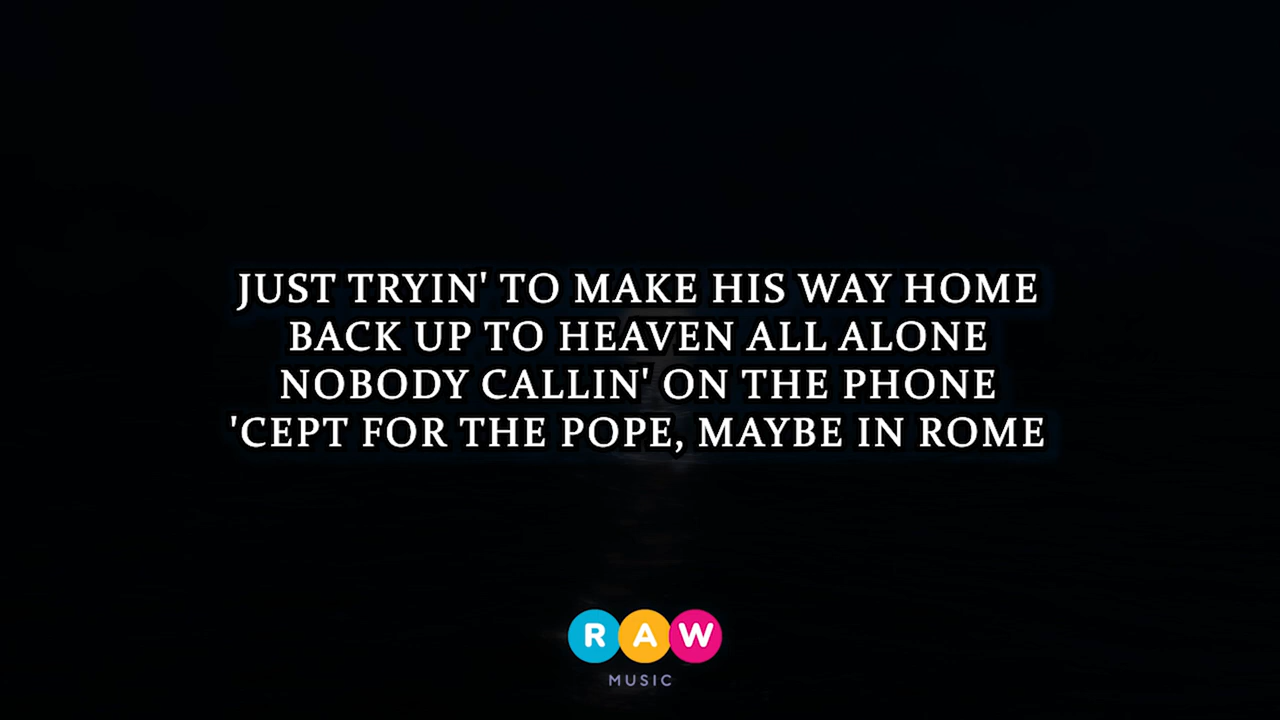 JUST TRYIN' TO MAKE HIS WAY HOME
BACK UP TO HEAVEN ALL ALONE
NOBODY CALLIN' ON THE PHONE
'CEPT FOR THE POPE, MAYBE IN ROME
RAW
MUSIC